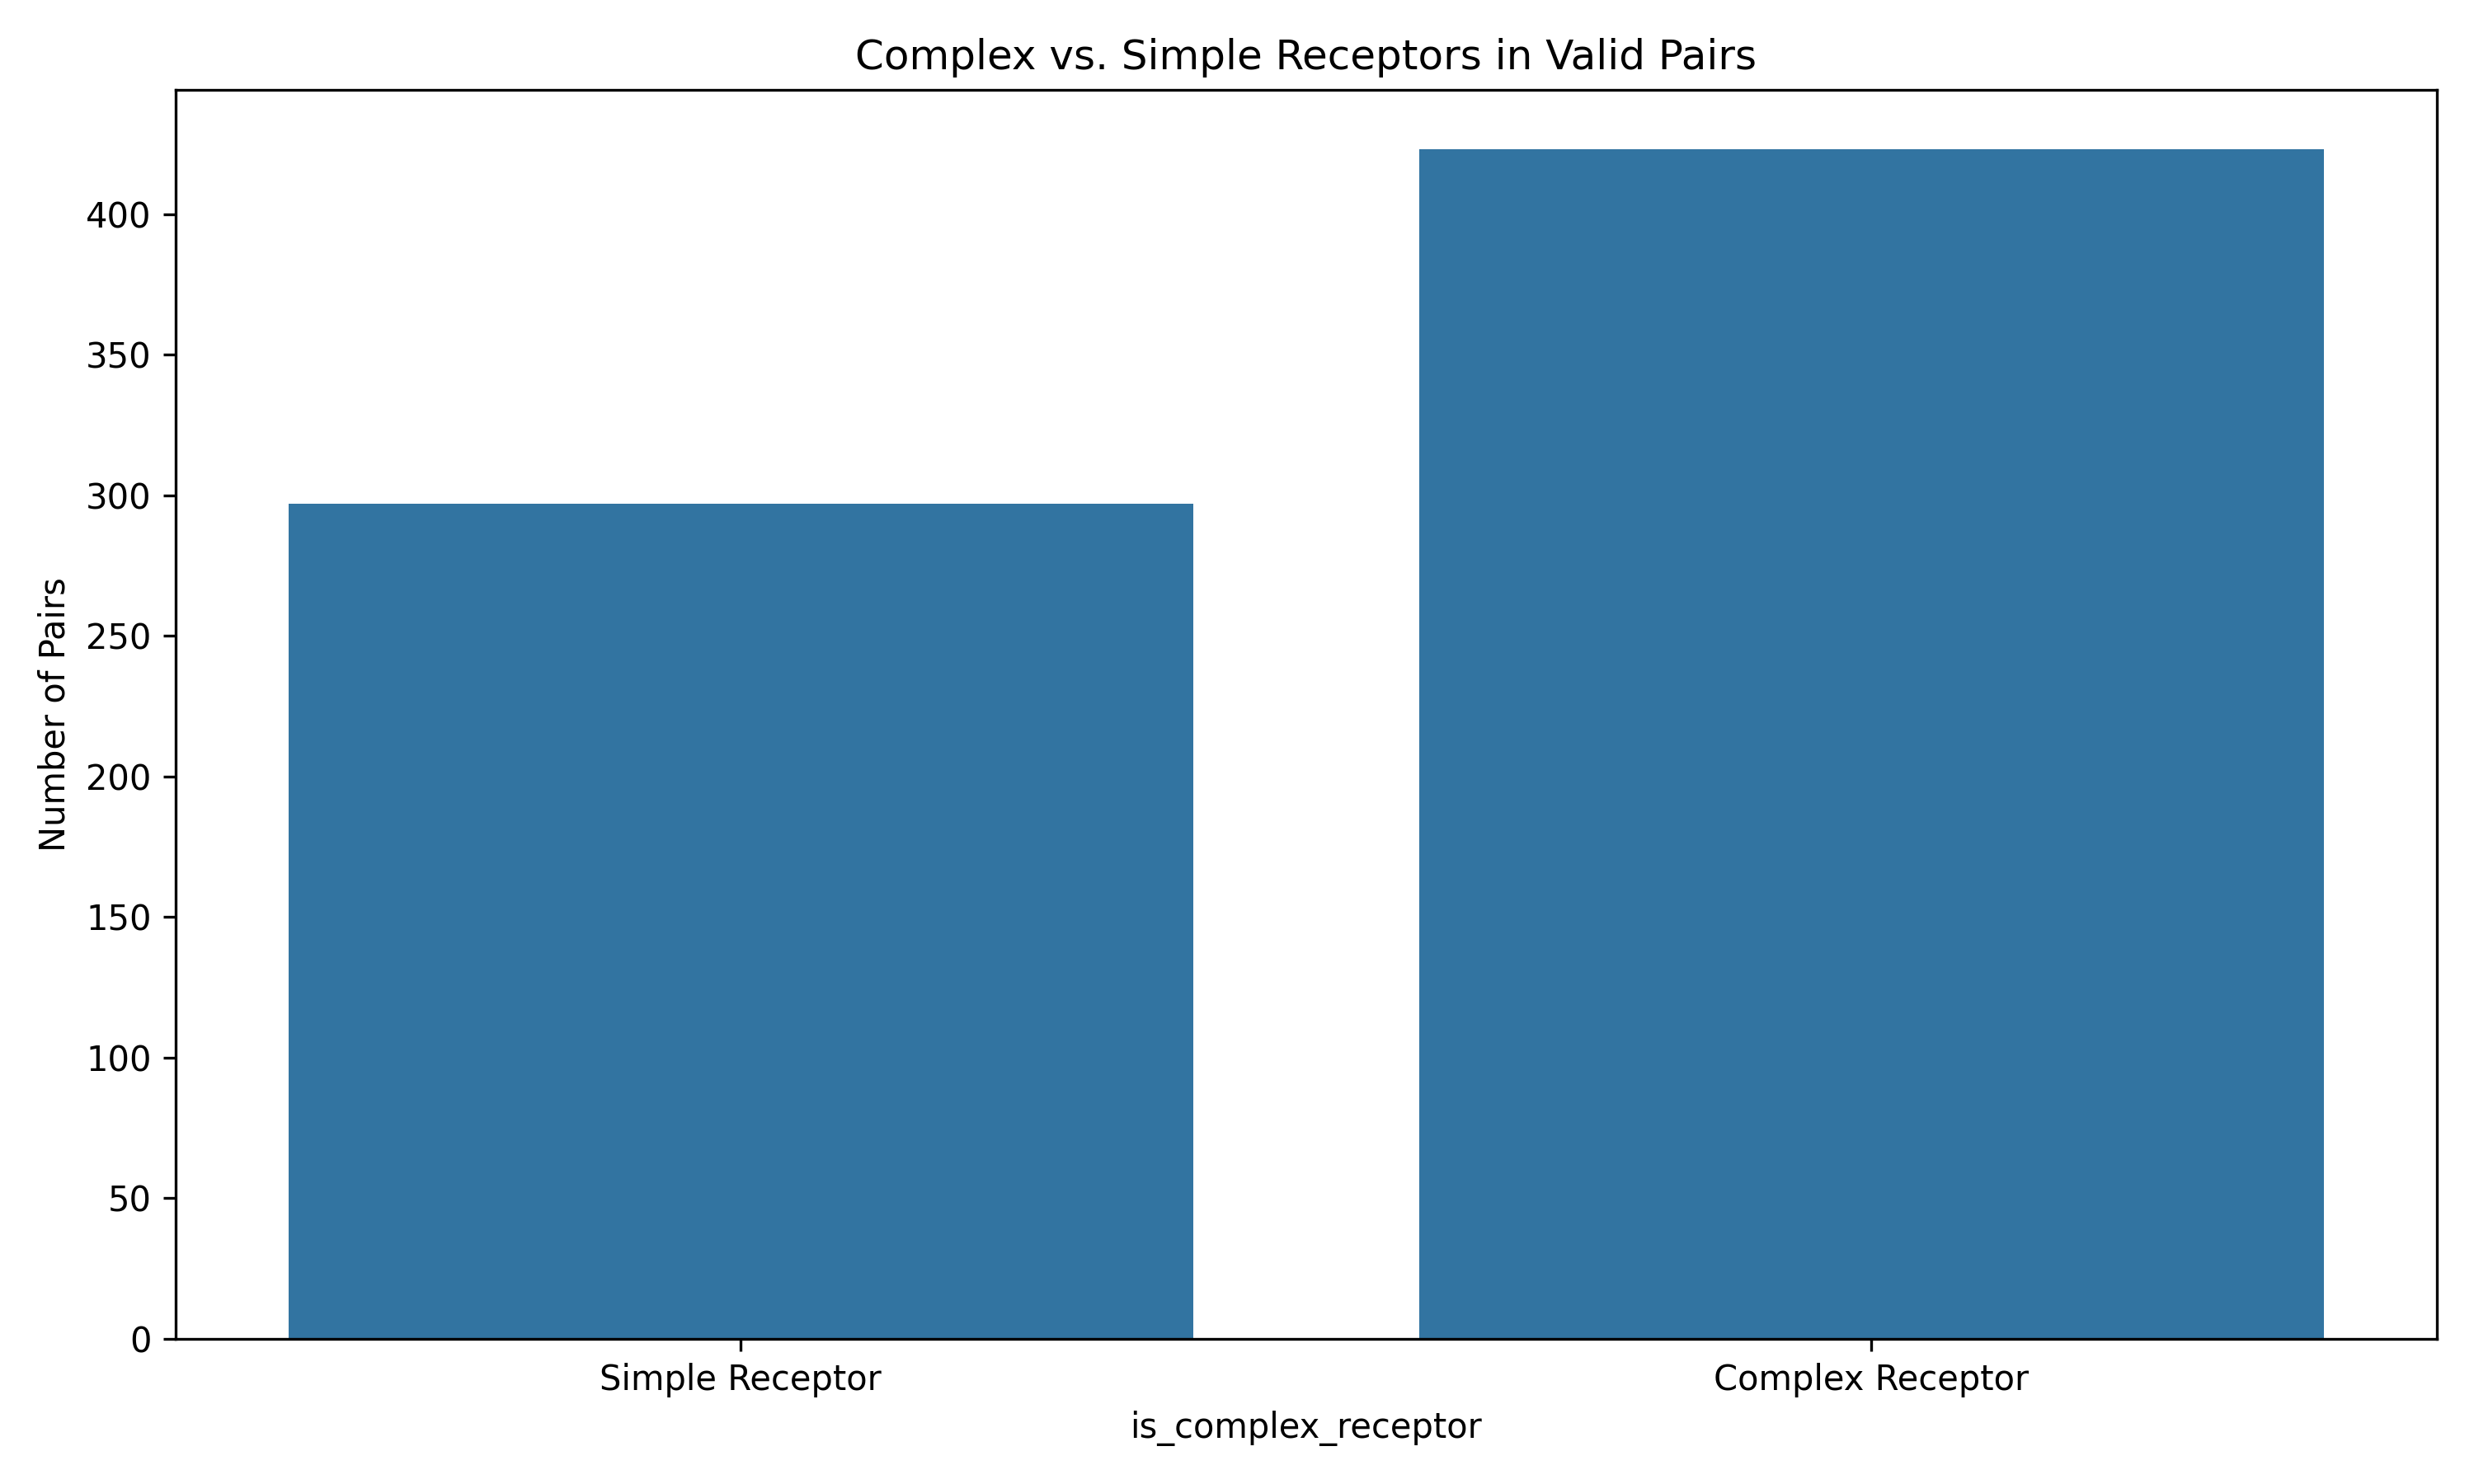 Complex vs. Simple Receptors in Valid Pairs
Number of Pairs
400
350
300
250
200
150
100
50
0
Simple Receptor
Complex Receptor
is_complex_receptor